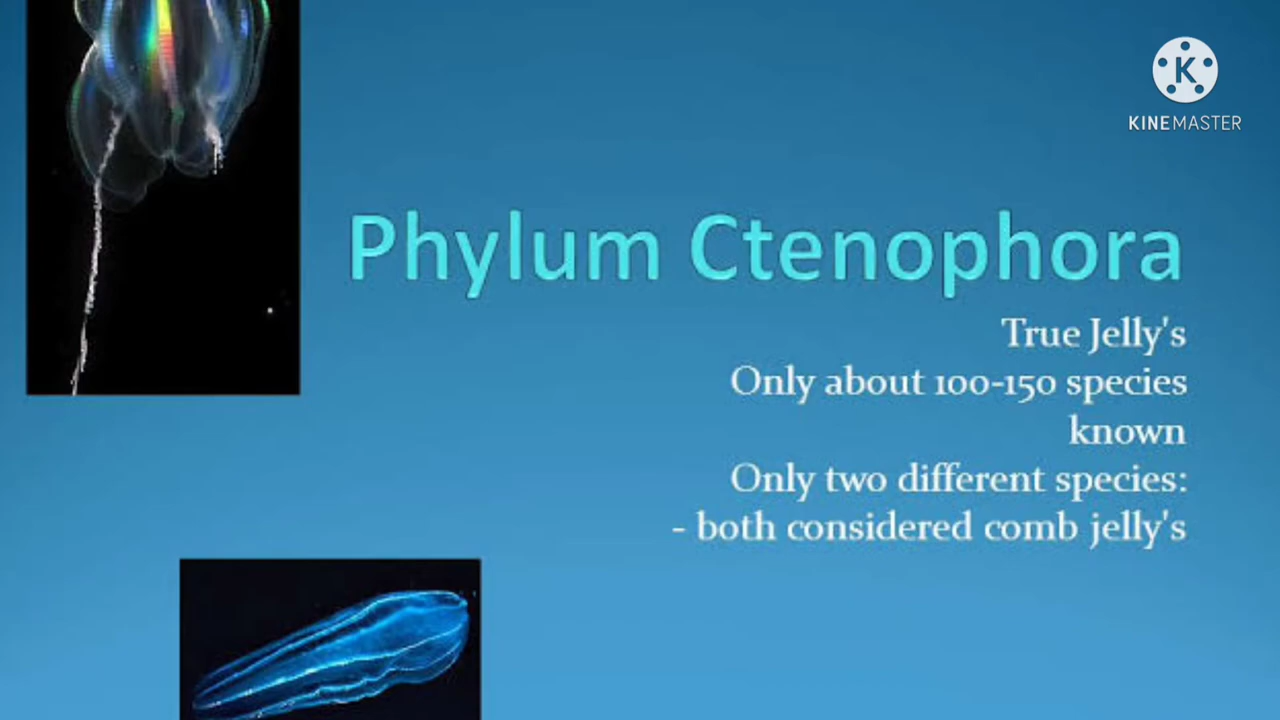 K
KINEMASTER
Phylum Ctenophora
True Jelly's
Only about 100-150 species
known
Only two different species:
- both considered comb jelly's